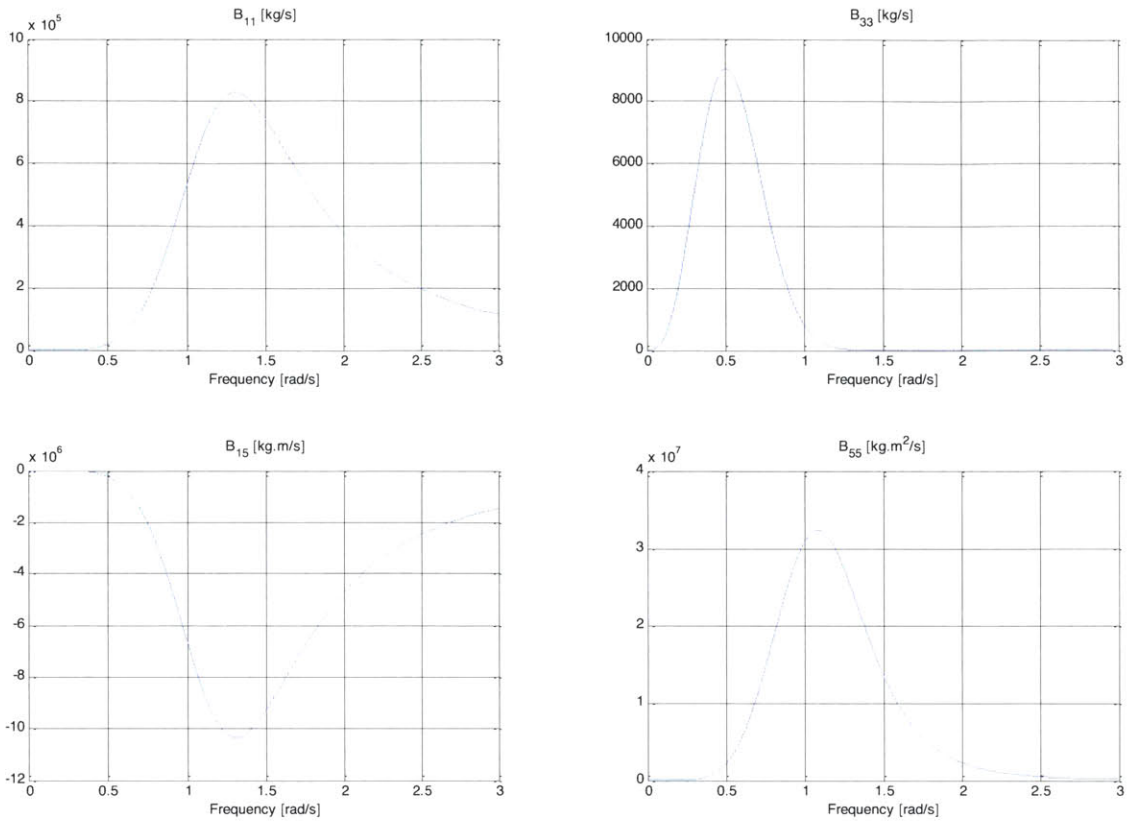 B11 [kg/s]
x 10^5
10
8
6
4
2
0
0 0.5 1 1.5 2 2.5 3
Frequency [rad/s]
B33 [kg/s]
10000
8000
6000
4000
2000
0
0 0.5 1 1.5 2 2.5 3
Frequency [rad/s]
B15 [kg.m/s]
x 10^6
0
-2
-4
-6
-8
-10
-12
0 0.5 1 1.5 2 2.5 3
Frequency [rad/s]
B55 [kg.m^2/s]
x 10^7
4
3
2
1
0
0 0.5 1 1.5 2 2.5 3
Frequency [rad/s]